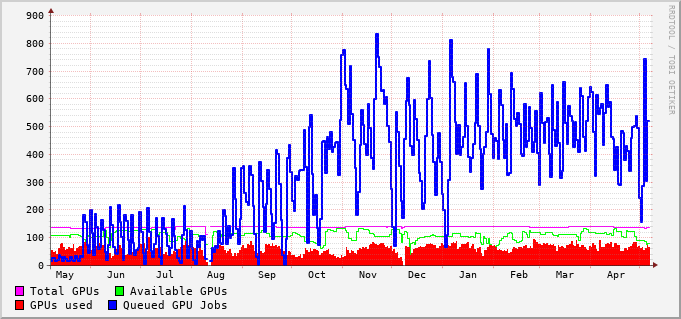 900
800
700
600
500
400
300
200
100
0
May Jun Jul Aug Sep Oct Nov Dec Jan Feb Mar Apr
Total GPUs Available GPUs
GPUs used Queued GPU Jobs
RRDTOOL / TOBI OETIKER